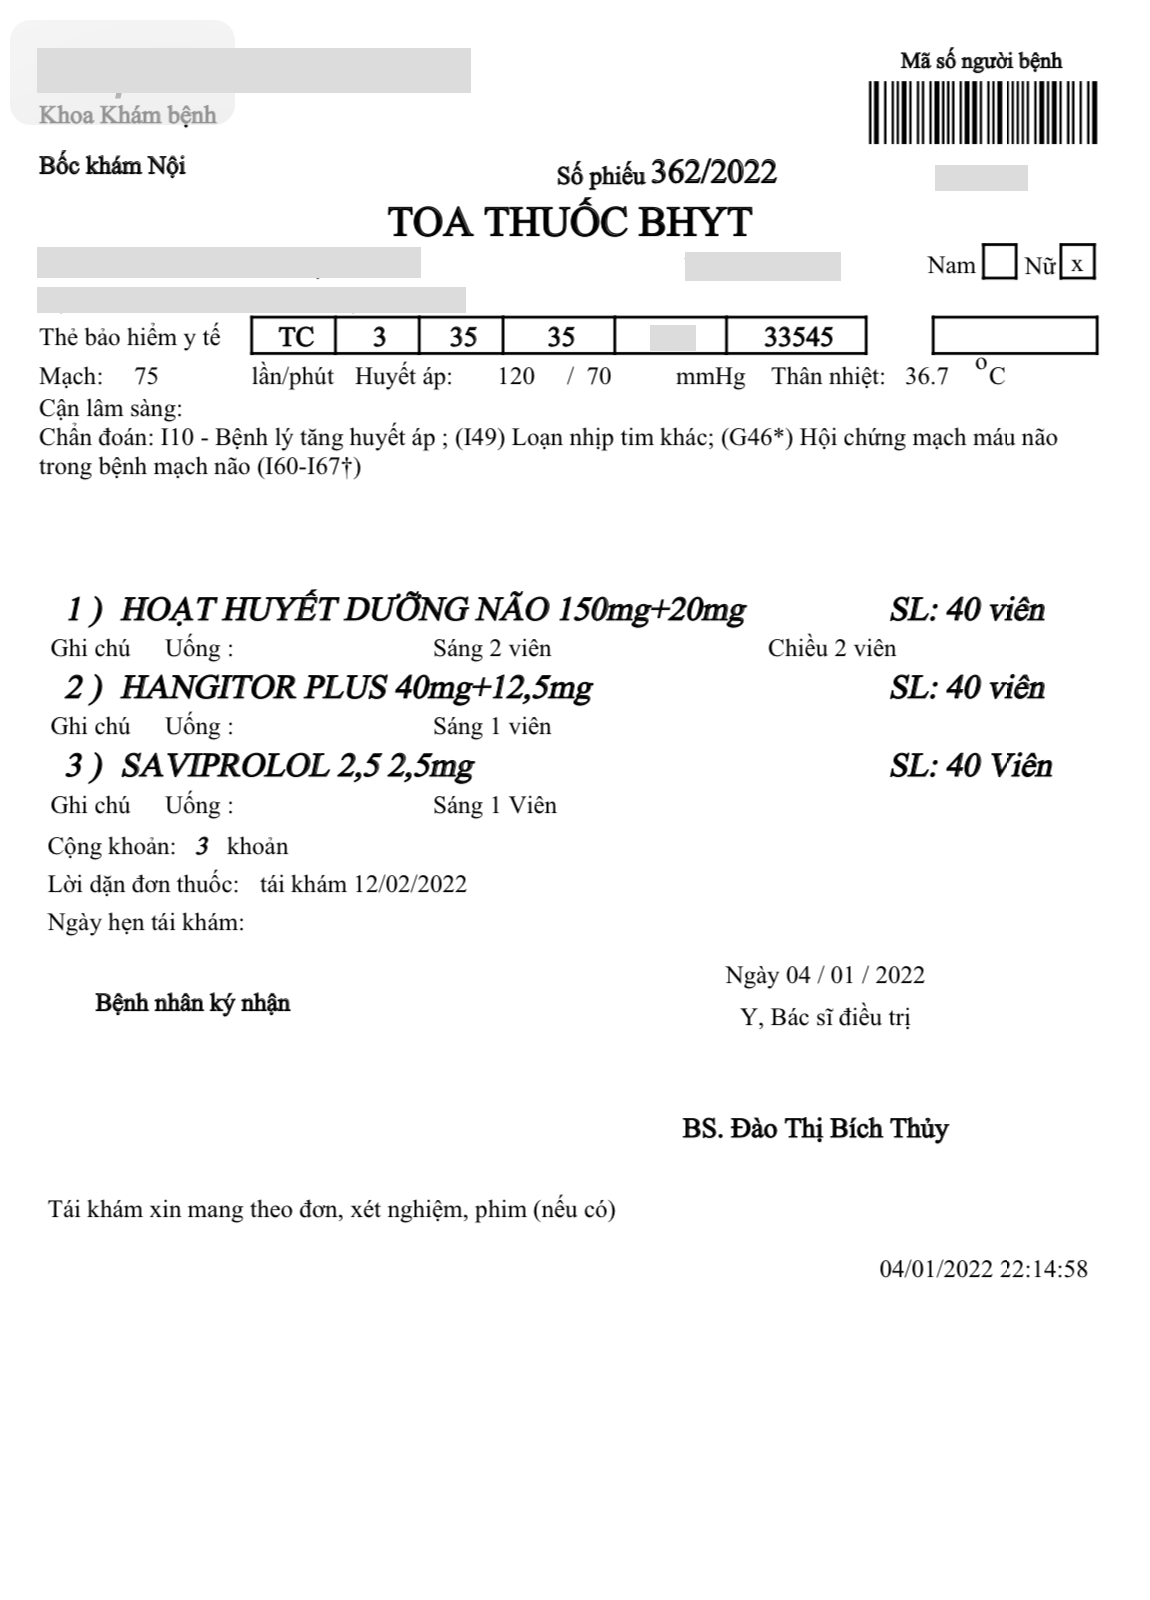 Khoa Khám bệnh
Mã số người bệnh
Bốc khám Nội
Số phiếu 362/2022
TOA THUỐC BHYT
Nam Nữ x
Thẻ bảo hiểm y tế TC 3 35 35 33545
Mạch: 75 lần/phút Huyết áp: 120 / 70 mmHg Thân nhiệt: 36.7 °C
Cận lâm sàng:
Chẩn đoán: I10 - Bệnh lý tăng huyết áp ; (I49) Loạn nhịp tim khác; (G46*) Hội chứng mạch máu não
trong bệnh mạch não (I60-I67†)
1 ) HOẠT HUYẾT DƯỠNG NÃO 150mg+20mg SL: 40 viên
Ghi chú Uống : Sáng 2 viên Chiều 2 viên
2 ) HANGITOR PLUS 40mg+12,5mg SL: 40 viên
Ghi chú Uống : Sáng 1 viên
3 ) SAVIPROLOL 2,5 2,5mg SL: 40 Viên
Ghi chú Uống : Sáng 1 Viên
Cộng khoản: 3 khoản
Lời dặn đơn thuốc: tái khám 12/02/2022
Ngày hẹn tái khám:
Ngày 04 / 01 / 2022
Bệnh nhân ký nhận
Y, Bác sĩ điều trị
BS. Đào Thị Bích Thủy
Tái khám xin mang theo đơn, xét nghiệm, phim (nếu có)
04/01/2022 22:14:58